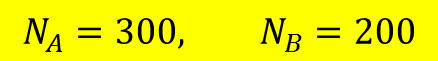 N_A = 300, N_B = 200